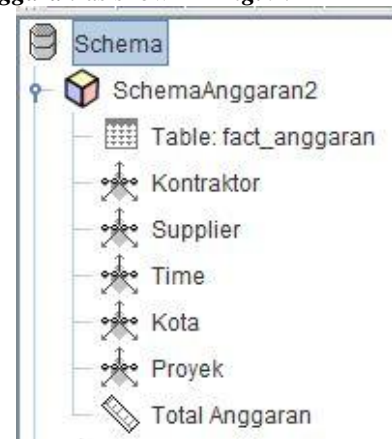 Schema
SchemaAnggaran2
Table: fact_anggaran
Kontraktor
Supplier
Time
Kota
Proyek
Total Anggaran